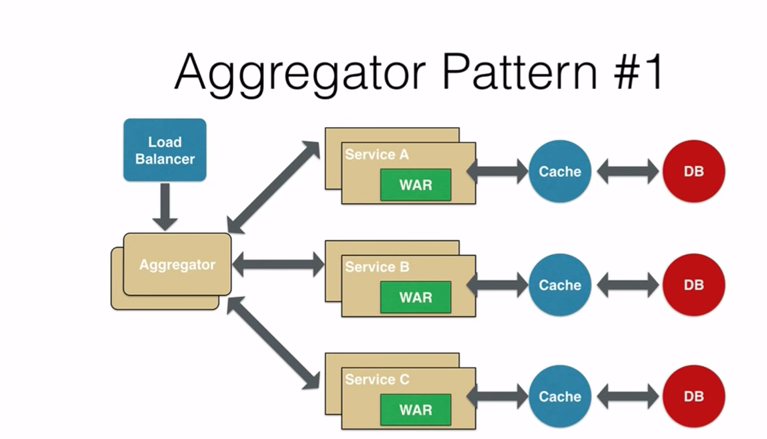 Aggregator Pattern #1
Load
Balancer
Aggregator
Service A
WAR
Cache
DB
Service B
WAR
Cache
DB
Service C
WAR
Cache
DB